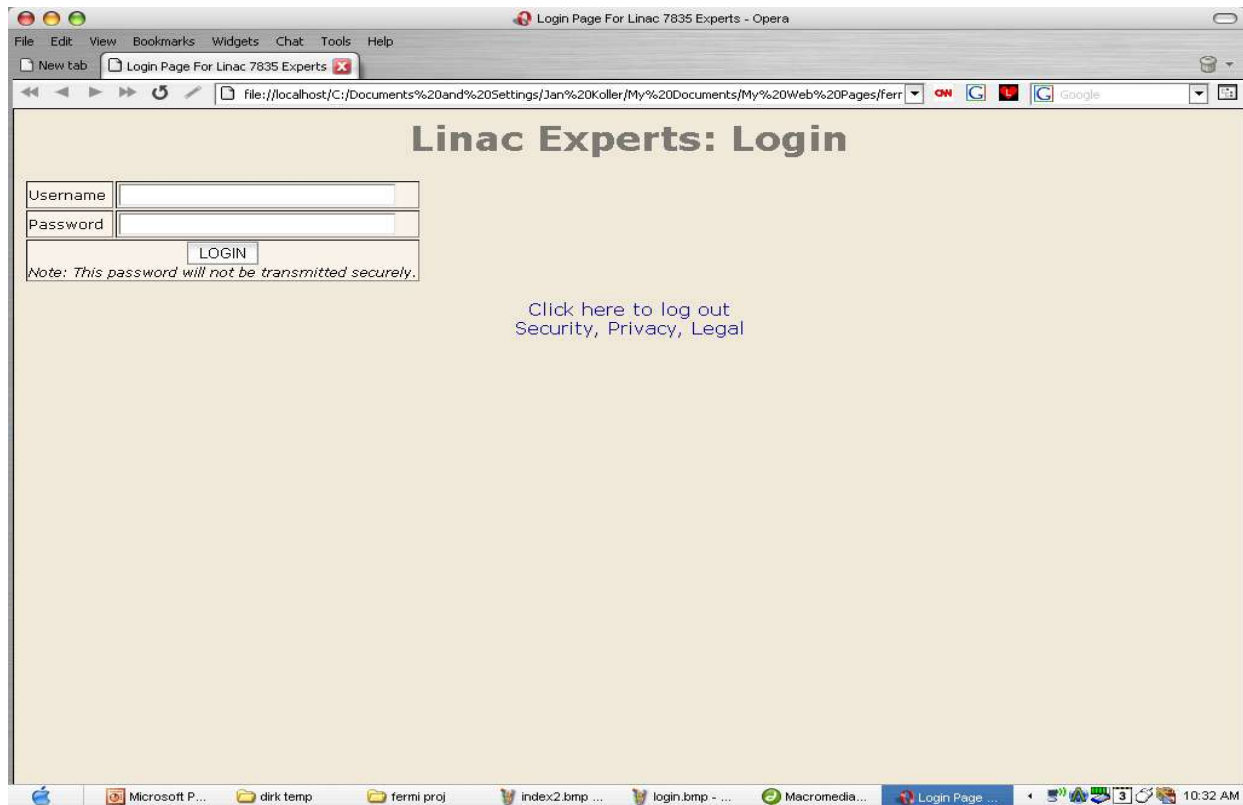 Login Page For Linac 7835 Experts - Opera
File Edit View Bookmarks Widgets Chat Tools Help
New tab Login Page For Linac 7835 Experts
file://localhost/C:/Documents%20and%20Settings/Jan%20Koller/My%20Documents/My%20Web%20Pages/ferr CNN G L G Google
Linac Experts: Login
Username
Password
LOGIN
Note: This password will not be transmitted securely.
Click here to log out
Security, Privacy, Legal
Microsoft P... dirk temp fermi proj index2.bmp ... login.bmp - ... Macromedia... Login Page ... 3 10:32 AM